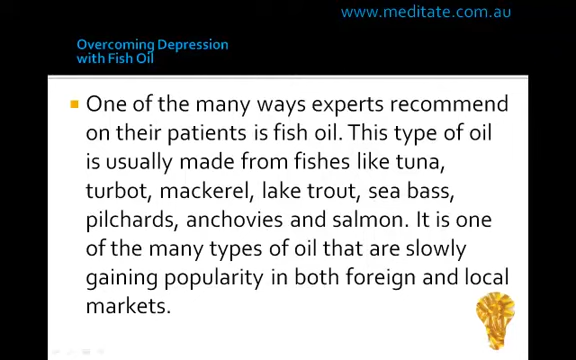 www.meditate.com.au
Overcoming Depression
with Fish Oil
One of the many ways experts recommend
on their patients is fish oil. This type of oil
is usually made from fishes like tuna,
turbot, mackerel, lake trout, sea bass,
pilchards, anchovies and salmon. It is one
of the many types of oil that are slowly
gaining popularity in both foreign and local
markets.